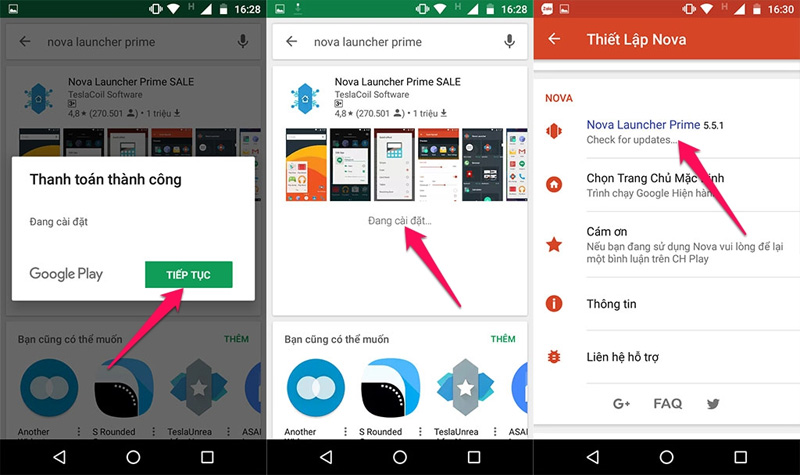 16:28
nova launcher prime
Nova Launcher Prime SALE
TeslaCoil Software
3+
4,8★ (270.501) • 1 triệu
Thanh toán thành công
Đang cài đặt
Google Play
TIẾP TỤC
Bạn cũng có thể muốn
THÊM
Another
S Rounded
TeslaUnrea
ASAI
H
16:28
nova launcher prime
Nova Launcher Prime SALE
TeslaCoil Software
3+
4,8★ (270.501) • 1 triệu
Đang cài đặt...
Bạn cũng có thể muốn
THÊM
Another
S Rounded
TeslaUnrea
ASAI
Zalo
H
16:30
Thiết Lập Nova
NOVA
Nova Launcher Prime 5.5.1
Check for updates...
Chọn Trang Chủ Mặc Định
Trình chạy Google Hiện hành
Cám ơn
Nếu bạn đang sử dụng Nova vui lòng để lại
một bình luận trên CH Play
Thông tin
Liên hệ hỗ trợ
G+
FAQ